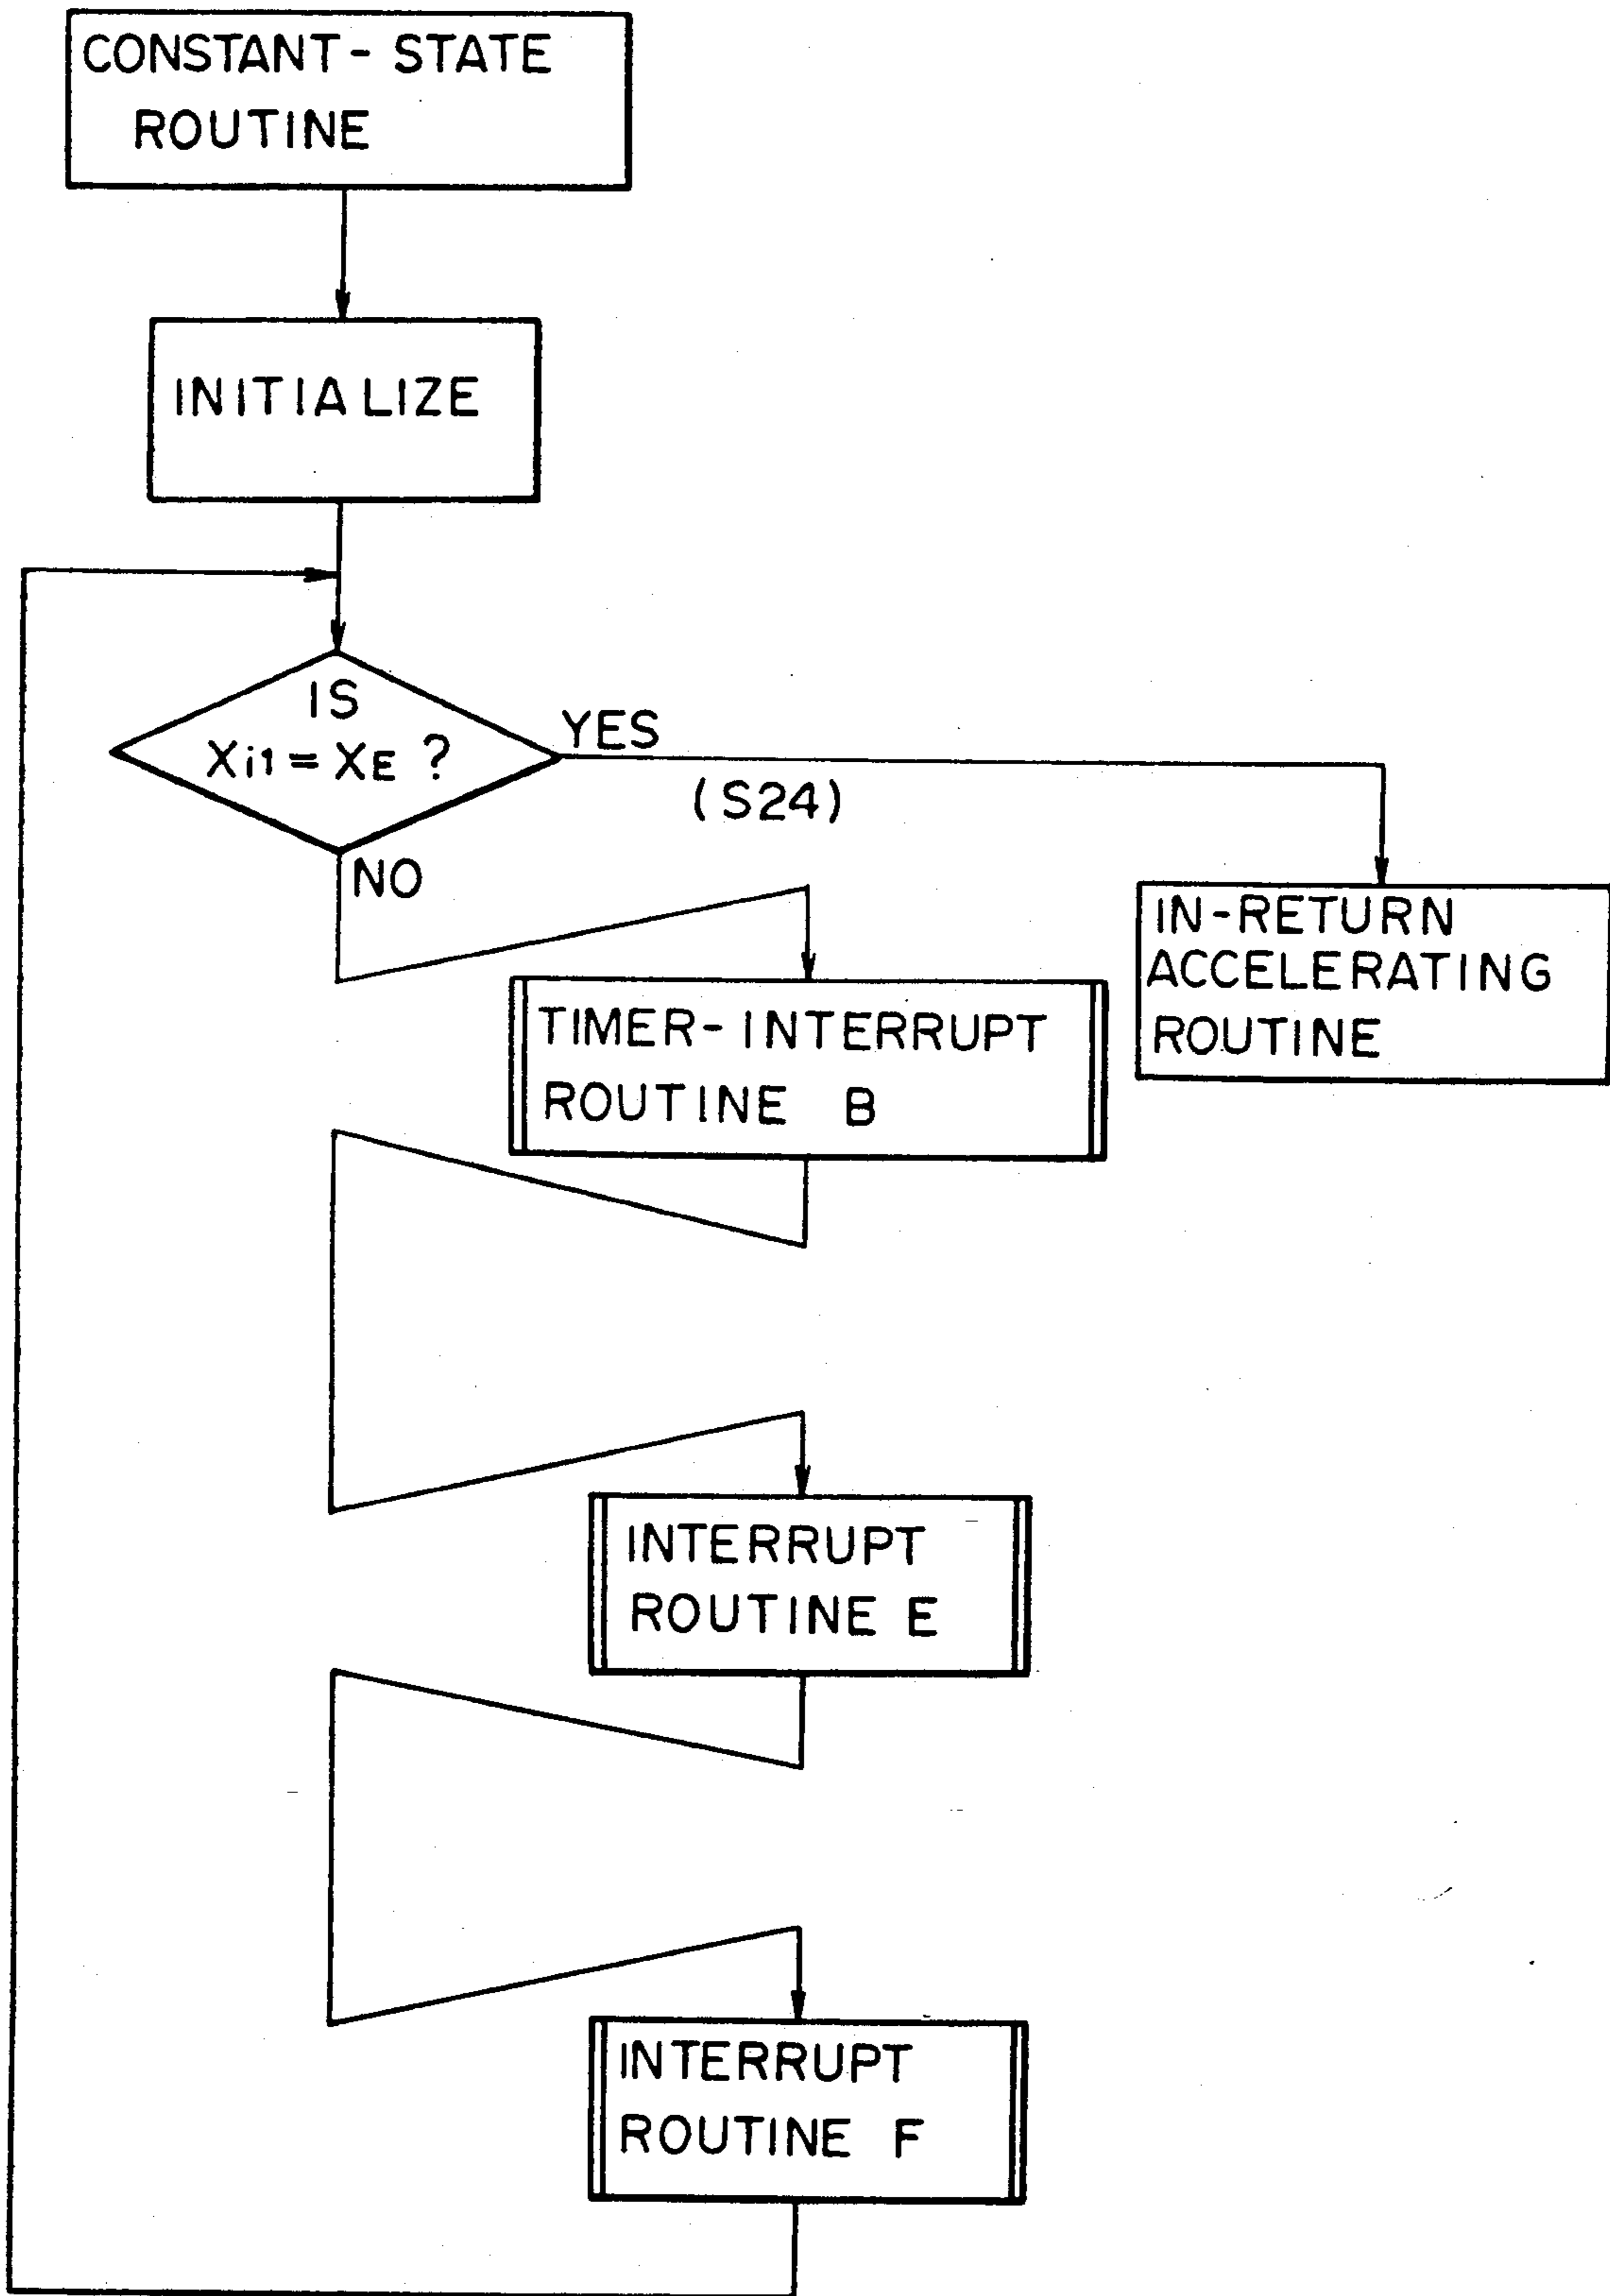 CONSTANT- STATE
ROUTINE
INITIALIZE
IS
Xi1 = XE ?
YES
(S24)
NO
IN-RETURN
ACCELERATING
ROUTINE
TIMER- INTERRUPT
ROUTINE B
INTERRUPT
ROUTINE E
INTERRUPT
ROUTINE F